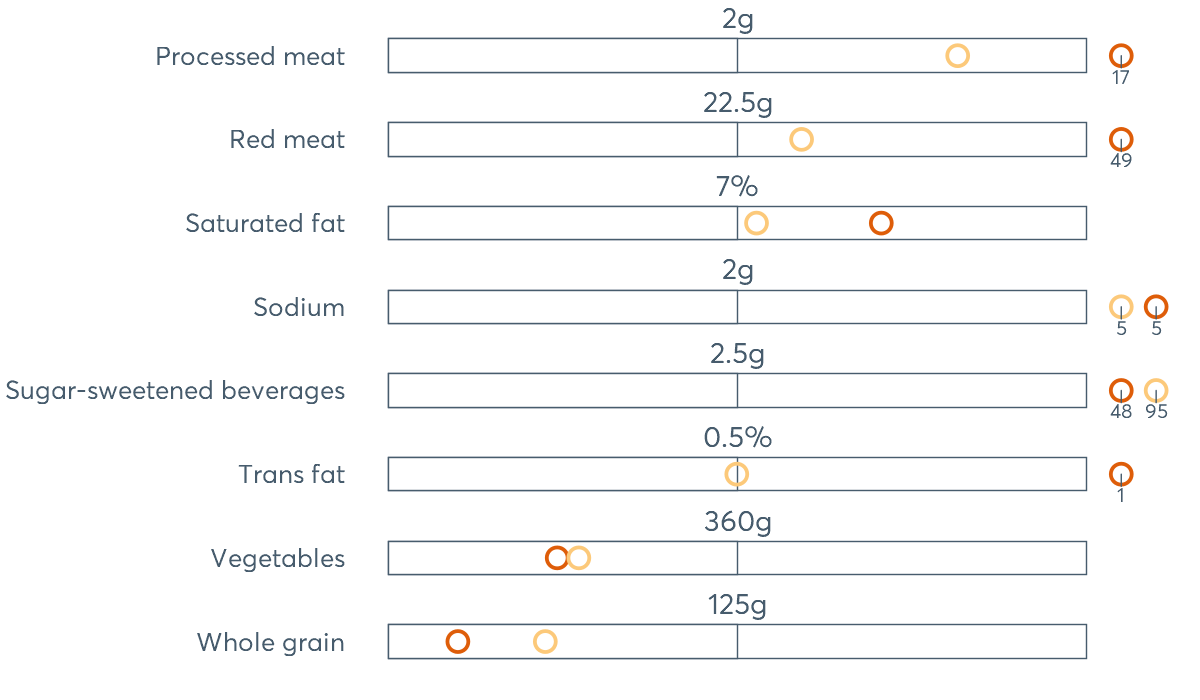 2g
Processed meat
17
22.5g
Red meat
49
7%
Saturated fat
2g
Sodium
5 5
2.5g
Sugar-sweetened beverages
48 95
0.5%
Trans fat
1
360g
Vegetables
125g
Whole grain